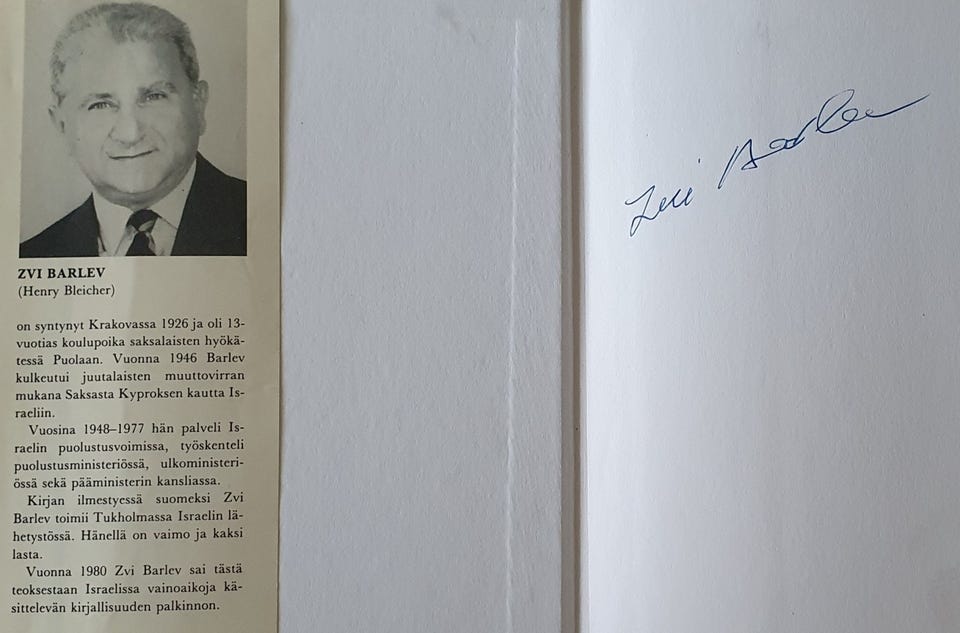 ZVI BARLEV
(Henry Bleicher)
on syntynyt Krakovassa 1926 ja oli 13-
vuotias koulupoika saksalaisten hyökä-
tessä Puolaan. Vuonna 1946 Barlev
kulkeutui juutalaisten muuttovirran
mukana Saksasta Kyproksen kautta Is-
raeliin.
Vuosina 1948–1977 hän palveli Is-
raelin puolustusvoimissa, työskenteli
puolustusministeriössä, ulkoministeri-
össä sekä pääministerin kansliassa.
Kirjan ilmestyessä suomeksi Zvi
Barlev toimii Tukholmassa Israelin lä-
hetystössä. Hänellä on vaimo ja kaksi
lasta.
Vuonna 1980 Zvi Barlev sai tästä
teoksestaan Israelissa vainoaikoja kä-
sittelevän kirjallisuuden palkinnon.
Zvi Barlev